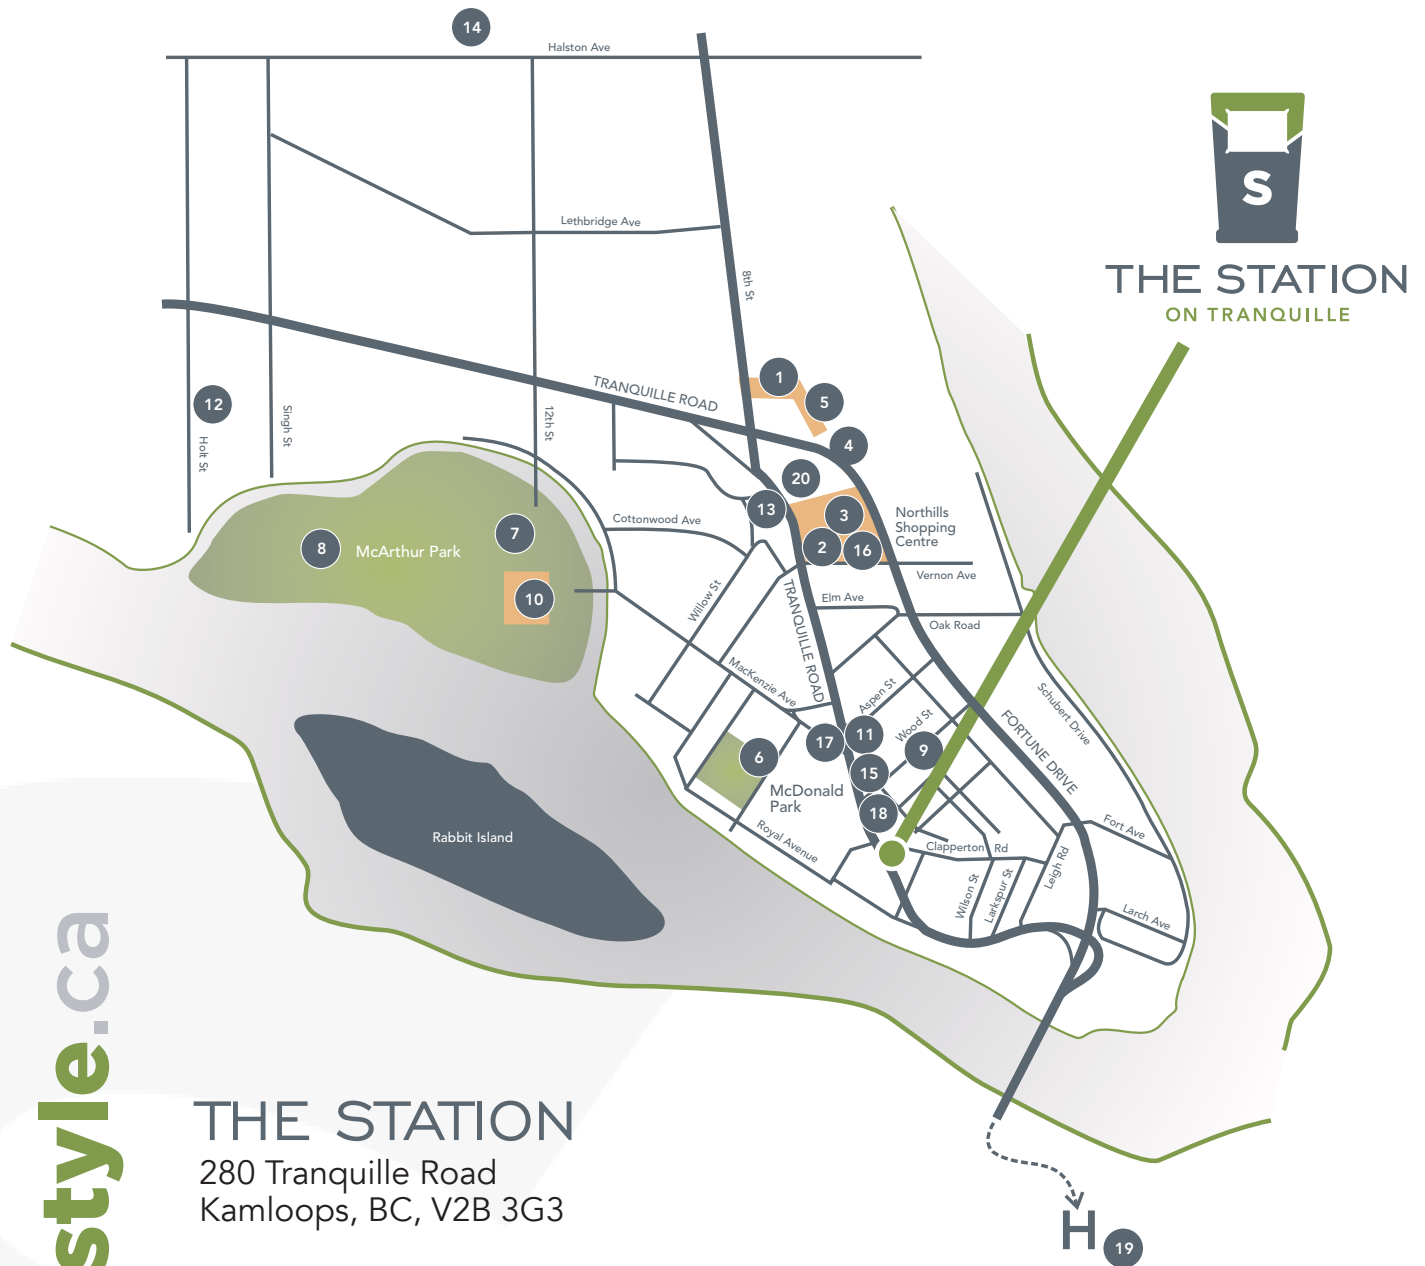 14
Halston Ave
S
THE STATION
ON TRANQUILLE
Lethbridge Ave
8th St
TRANQUILLE ROAD
1
5
4
12
Holt St
Singh St
12th St
20
13
3
2
16
Northills
Shopping
Centre
Vernon Ave
Cottonwood Ave
7
8
McArthur Park
10
Willow St
TRANQUILLE ROAD
Elm Ave
Oak Road
MacKenzie Ave
Aspen St
Wood St
Schubert Drive
FORTUNE DRIVE
17
11
9
6
15
18
McDonald
Park
Royal Avenue
Clapperton Rd
Fort Ave
Leigh Rd
Wilson St
Larkspur St
Larch Ave
Rabbit Island
style.ca
THE STATION
280 Tranquille Road
Kamloops, BC, V2B 3G3
H
19